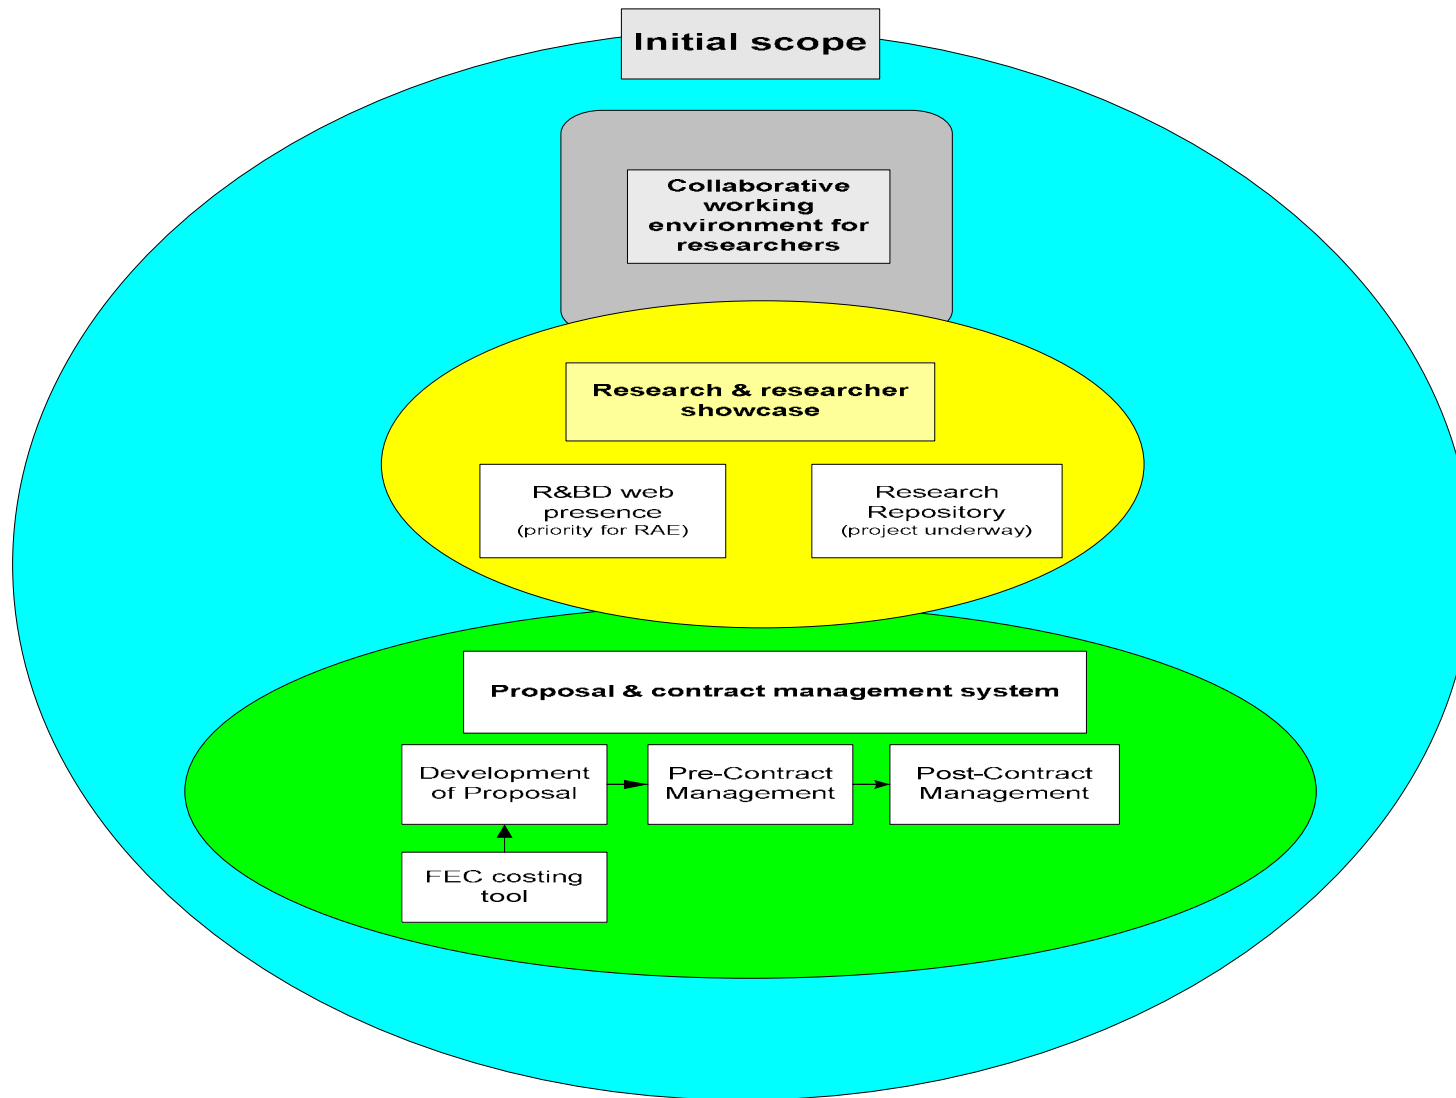 Initial scope
Collaborative
working
environment for
researchers
Research & researcher
showcase
R&BD web
presence
(priority for RAE)
Research
Repository
(project underway)
Proposal & contract management system
Development
of Proposal
Pre-Contract
Management
Post-Contract
Management
FEC costing
tool